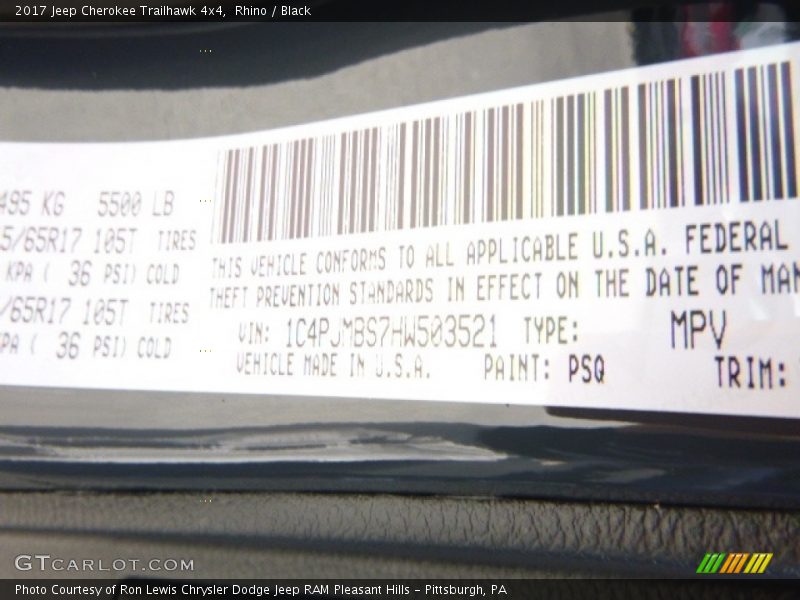 2017 Jeep Cherokee Trailhawk 4x4, Rhino / Black
495 KG 5500 LB
5/65R17 105T TIRES
KPA ( 36 PSI) COLD
/65R17 105T TIRES
KPA ( 36 PSI) COLD
THIS VEHICLE CONFORMS TO ALL APPLICABLE U.S.A. FEDERAL
THEFT PREVENTION STANDARDS IN EFFECT ON THE DATE OF MAN
VIN: 1C4PJMBS7HW503521 TYPE: MPV
VEHICLE MADE IN U.S.A. PAINT: PSQ TRIM:
GTCARLOT.COM
Photo Courtesy of Ron Lewis Chrysler Dodge Jeep RAM Pleasant Hills - Pittsburgh, PA